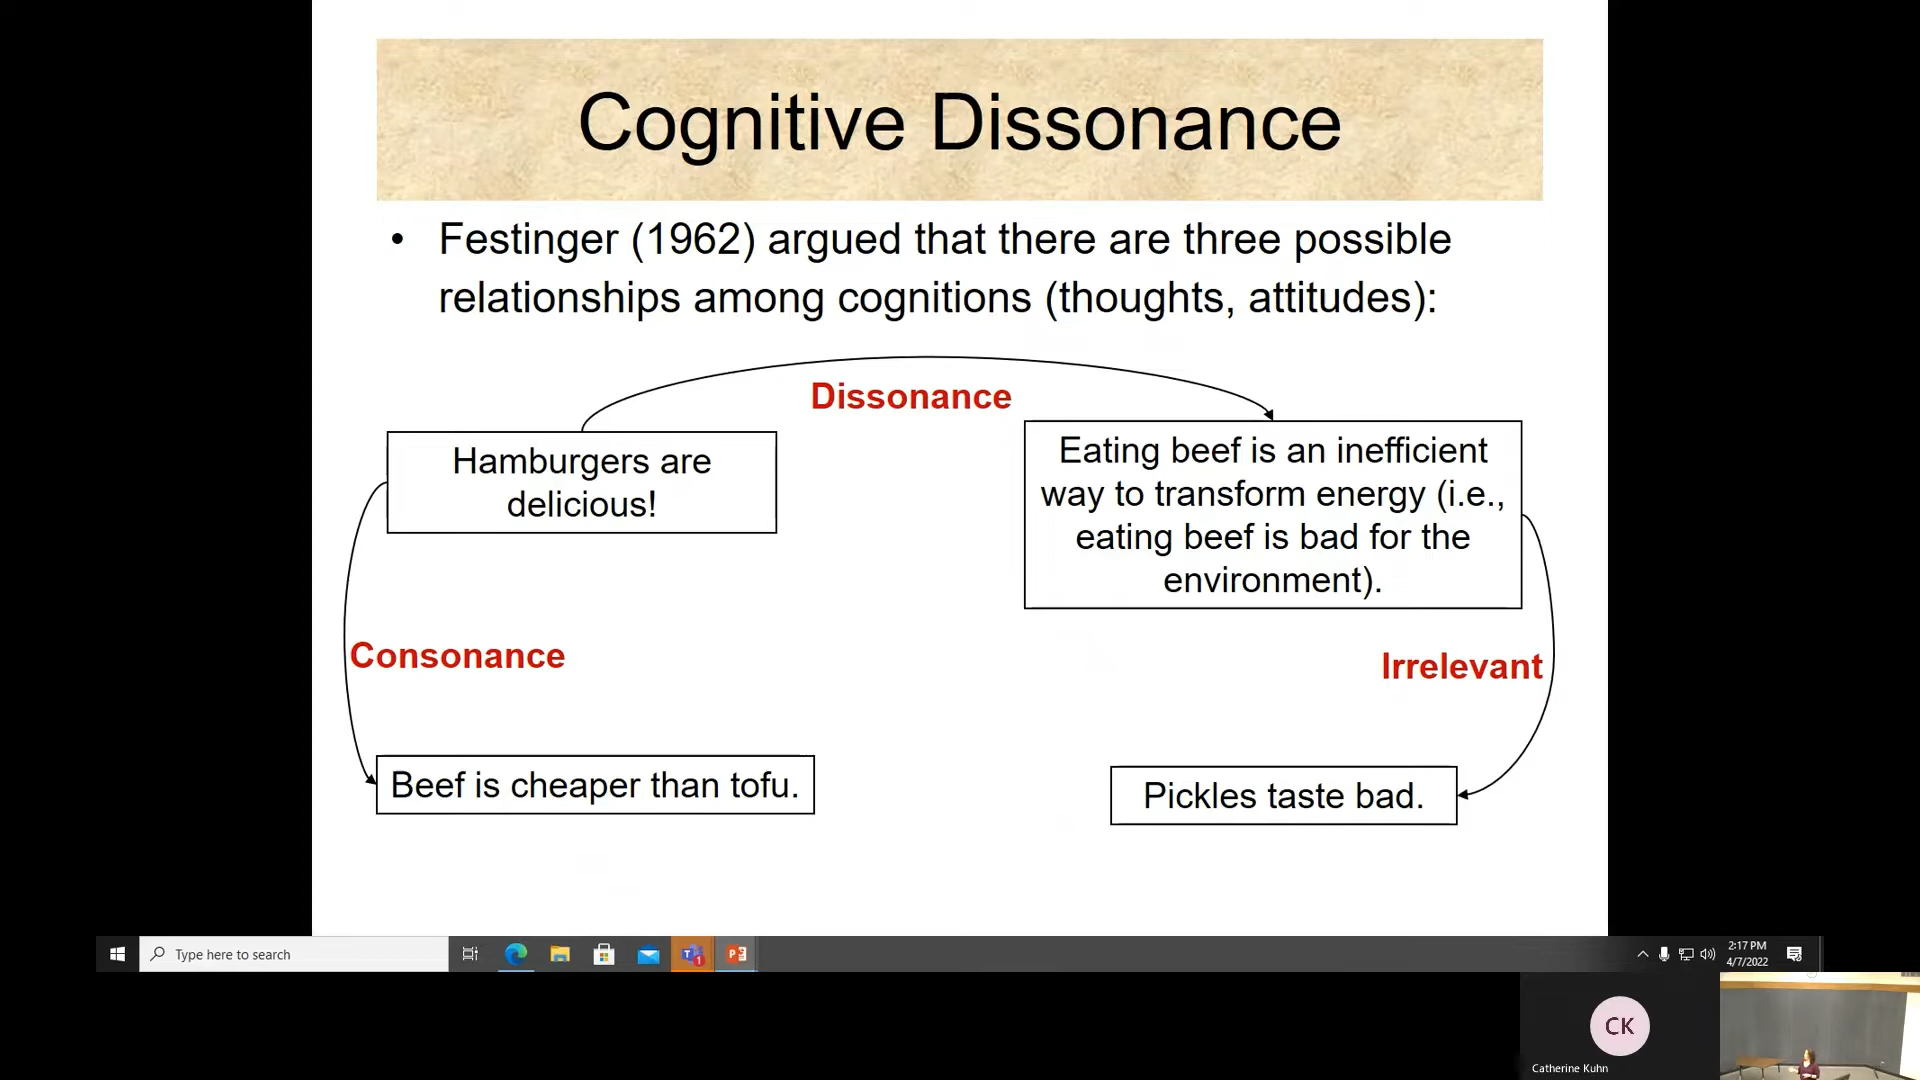 Cognitive Dissonance
• Festinger (1962) argued that there are three possible
relationships among cognitions (thoughts, attitudes):
Dissonance
Hamburgers are
delicious!
Eating beef is an inefficient
way to transform energy (i.e.,
eating beef is bad for the
environment).
Consonance
Irrelevant
Beef is cheaper than tofu.
Pickles taste bad.
Type here to search
1
2:17 PM
4/7/2022
CK
Catherine Kuhn